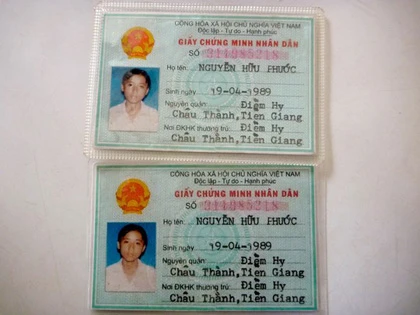 CỘNG HÒA XÃ HỘI CHỦ NGHĨA VIỆT NAM
Độc lập - Tự do - Hạnh phúc
GIẤY CHỨNG MINH NHÂN DÂN
SỐ
Họ tên: NGUYỄN HỮU PHƯỚC
Sinh ngày 19-04-1989
Nguyên quán Điềm Hy
Châu Thành,Tiền Giang
Nơi ĐKHK thường trú: Điềm Hy
Châu Thành,Tiền Giang
CỘNG HÒA XÃ HỘI CHỦ NGHĨA VIỆT NAM
Độc lập - Tự do - Hạnh phúc
GIẤY CHỨNG MINH NHÂN DÂN
SỐ
Họ tên: NGUYỄN HỮU PHƯỚC
Sinh ngày 19-04-1989
Nguyên quán Điềm Hy
Châu Thành,Tiền Giang
Nơi ĐKHK thường trú: Điềm Hy
Châu Thành,Tiền Giang